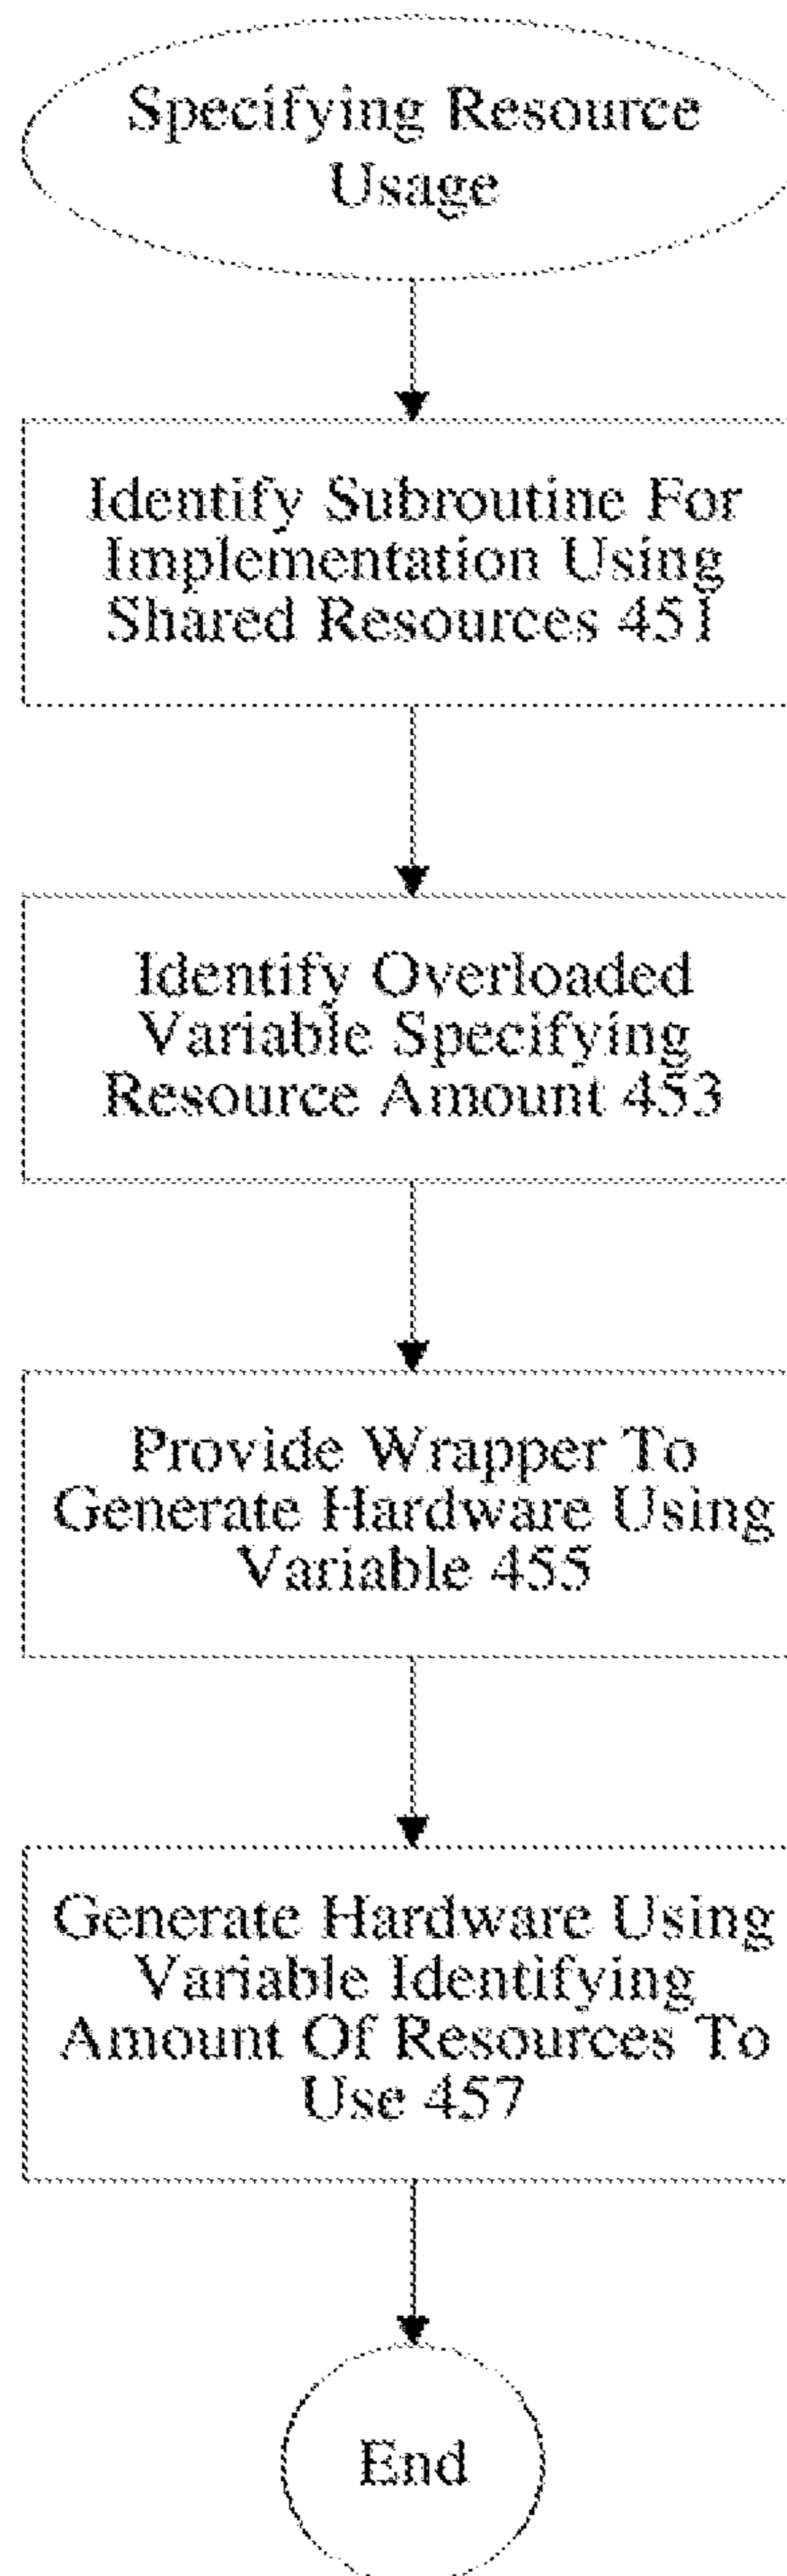 Specifying Resource
Usage
Identify Subroutine For
Implementation Using
Shared Resources 451
Identify Overloaded
Variable Specifying
Resource Amount 453
Provide Wrapper To
Generate Hardware Using
Variable 455
Generate Hardware Using
Variable Identifying
Amount Of Resources To
Use 457
End